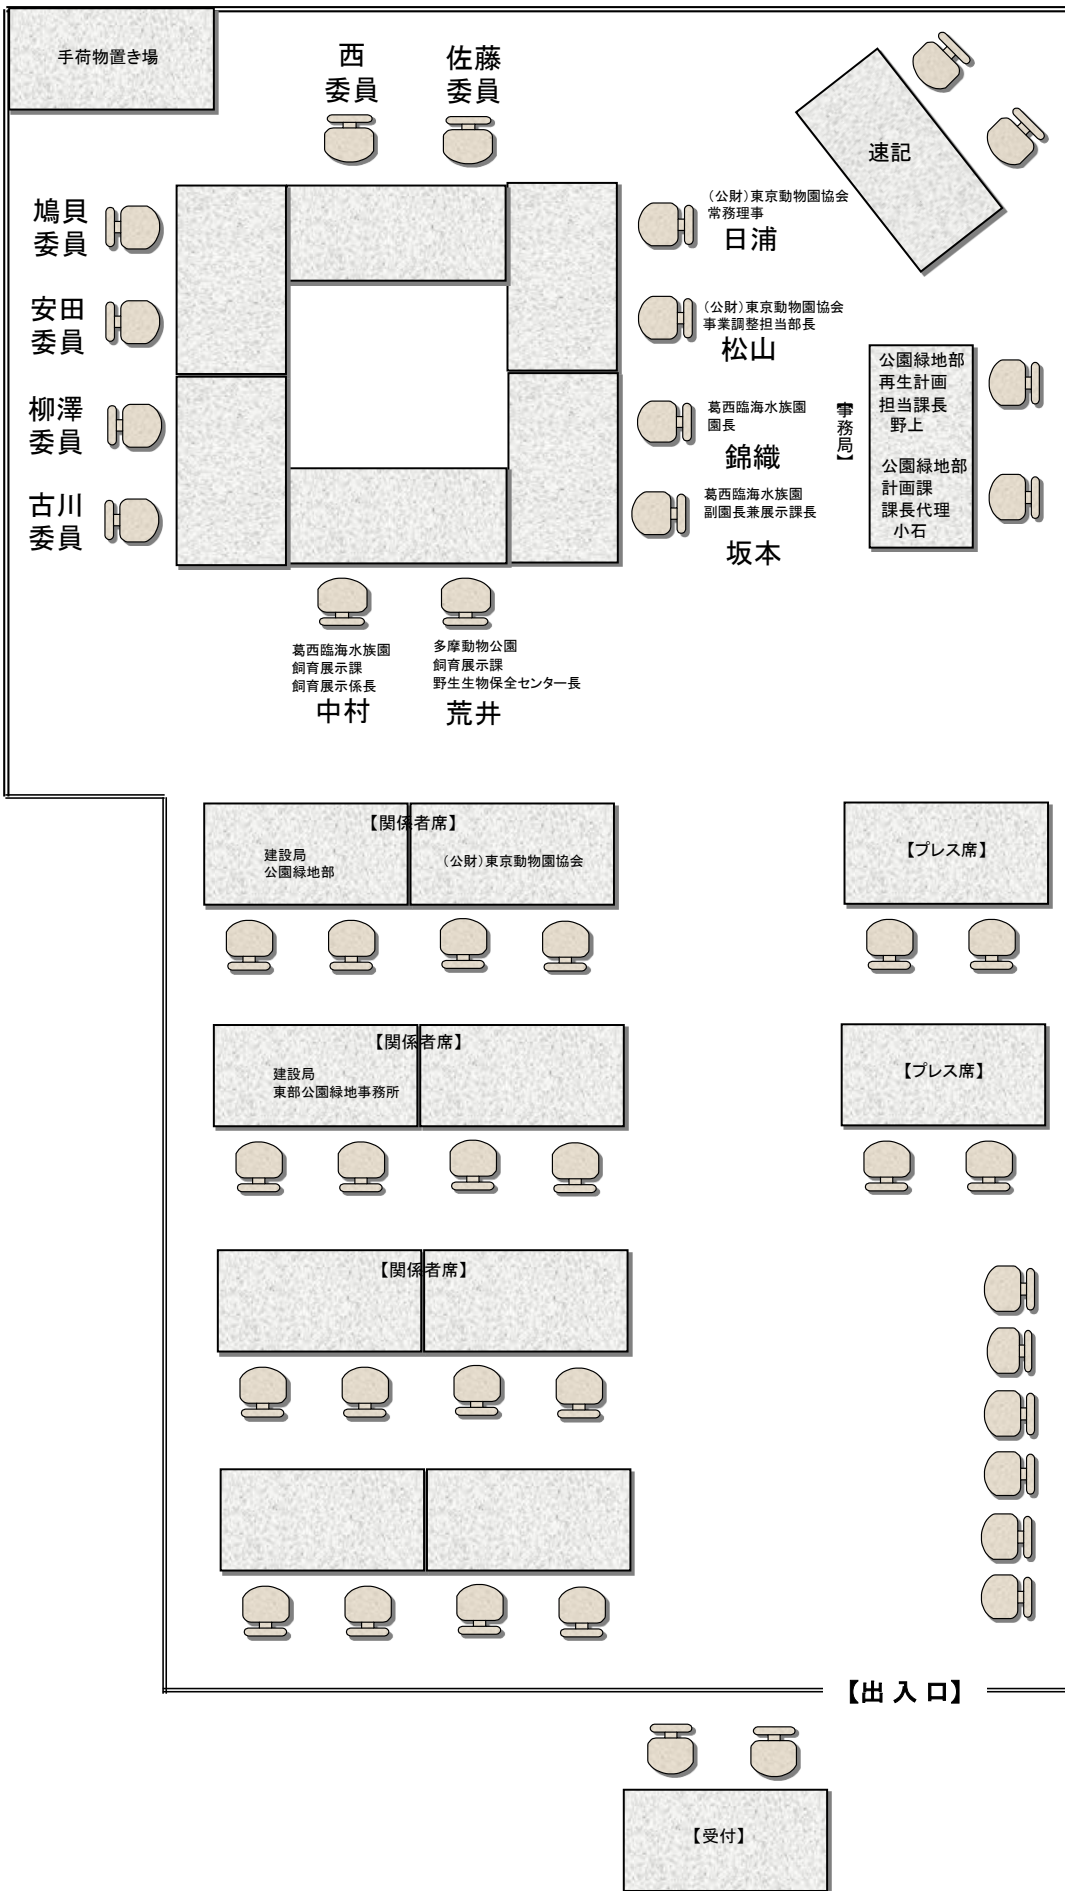 手荷物置き場
西
委員
佐藤
委員
速記
鳩貝
委員
安田
委員
柳澤
委員
古川
委員
（公財）東京動物園協会
常務理事
日浦
（公財）東京動物園協会
事業調整担当部長
松山
葛西臨海水族園
園長
錦織
葛西臨海水族園
副園長兼展示課長
坂本
【事務局】
公園緑地部
再生計画
担当課長
野上
公園緑地部
計画課
課長代理
小石
葛西臨海水族園
飼育展示課
飼育展示係長
中村
多摩動物公園
飼育展示課
野生生物保全センター長
荒井
【関係者席】
建設局
公園緑地部
（公財）東京動物園協会
【プレス席】
【関係者席】
建設局
東部公園緑地事務所
【プレス席】
【関係者席】
【出 入 口】
【受付】